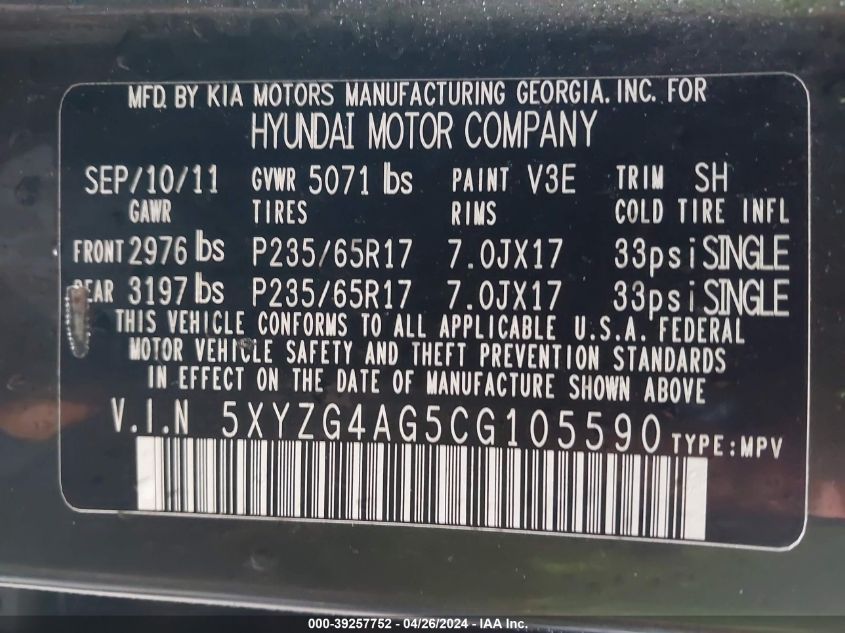 MFD. BY KIA MOTORS MANUFACTURING GEORGIA. INC. FOR
HYUNDAI MOTOR COMPANY
SEP/10/11 GVWR 5071 lbs PAINT V3E TRIM SH
GAWR TIRES RIMS COLD TIRE INFL
FRONT 2976 lbs P235/65R17 7.0JX17 33psi SINGLE
REAR 3197 lbs P235/65R17 7.0JX17 33psi SINGLE
THIS VEHICLE CONFORMS TO ALL APPLICABLE U.S.A. FEDERAL
MOTOR VEHICLE SAFETY AND THEFT PREVENTION STANDARDS
IN EFFECT ON THE DATE OF MANUFACTURE SHOWN ABOVE
V.I.N 5XYZG4AG5CG105590 TYPE:MPV
000-39257752 - 04/26/2024 - IAA Inc.